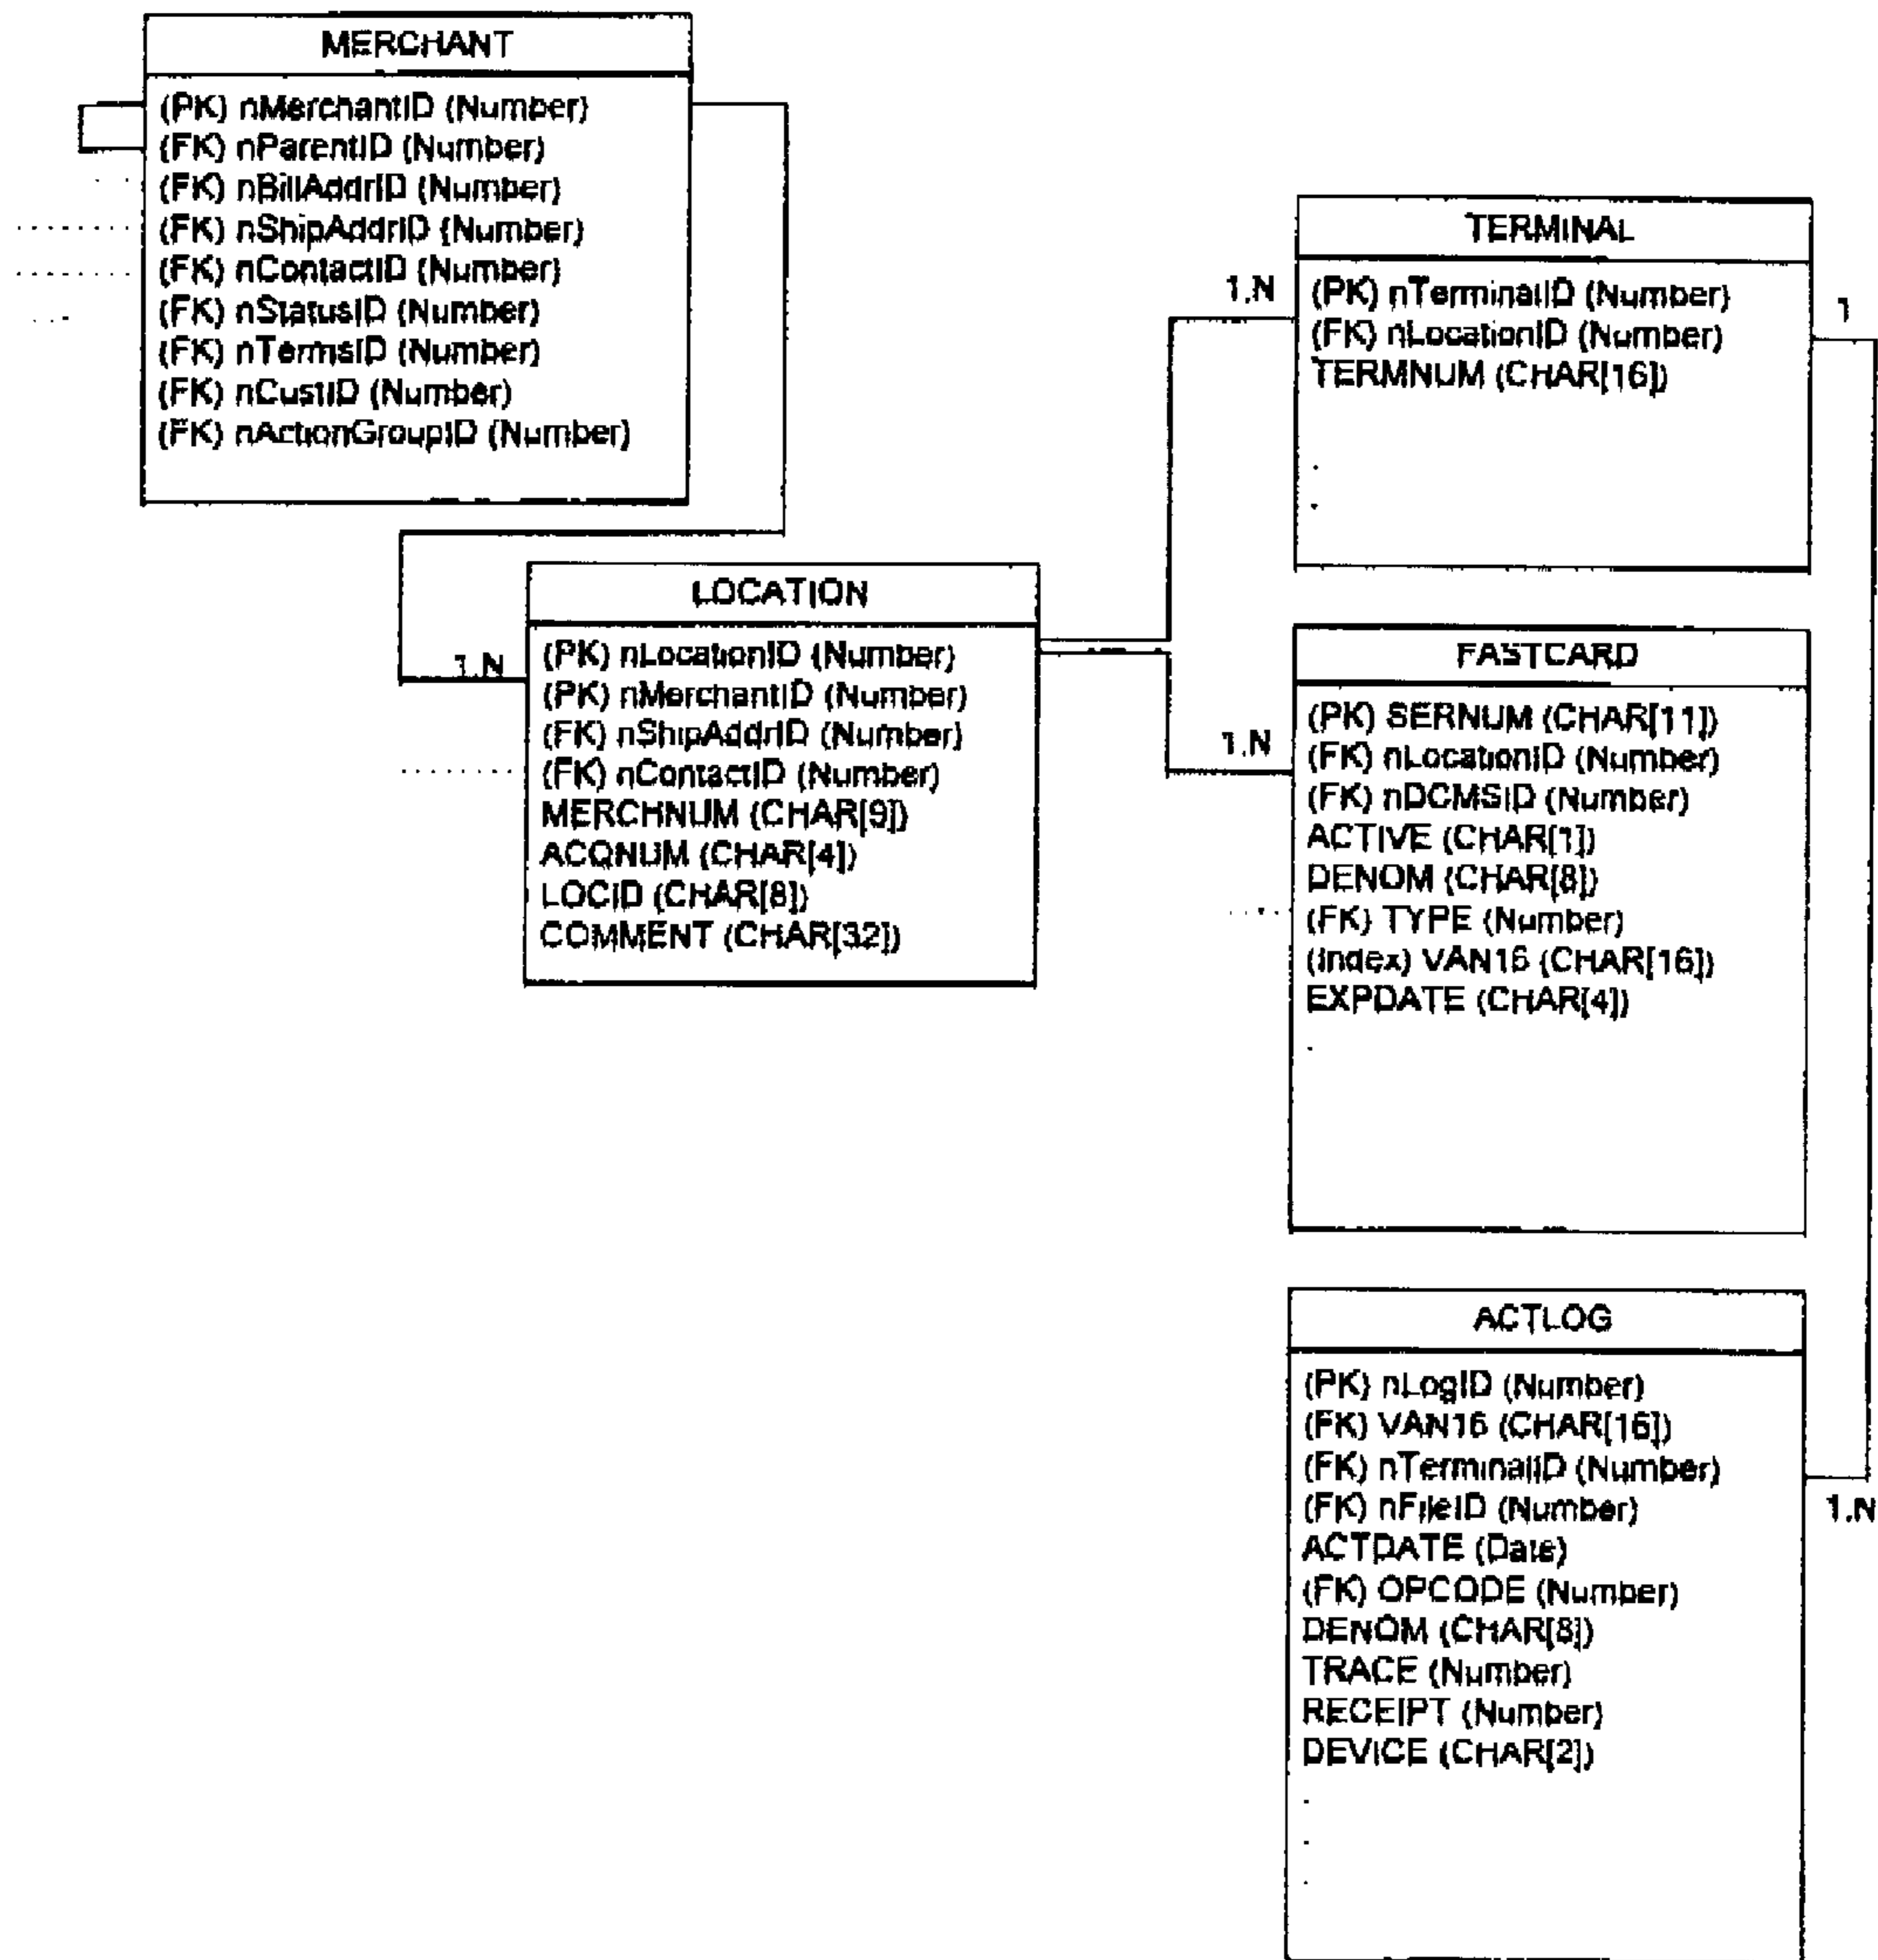 MERCHANT
(PK) nMerchantID (Number)
(FK) nParentID (Number)
(FK) nBillAddrID (Number)
(FK) nShipAddrID (Number)
(FK) nContactID (Number)
(FK) nStatusID (Number)
(FK) nTermsID (Number)
(FK) nCustID (Number)
(FK) nActionGroupID (Number)
LOCATION
1.N
(PK) nLocationID (Number)
(PK) nMerchantID (Number)
(FK) nShipAddrID (Number)
(FK) nContactID (Number)
MERCHNUM (CHAR[9])
ACQNUM (CHAR[4])
LOCID (CHAR[8])
COMMENT (CHAR[32])
TERMINAL
1.N
(PK) nTerminalID (Number)
1
(FK) nLocationID (Number)
TERMNUM (CHAR[16])
.
.
FASTCARD
(PK) SERNUM (CHAR[11])
1.N
(FK) nLocationID (Number)
(FK) nDCMSID (Number)
ACTIVE (CHAR[1])
DENOM (CHAR[8])
(FK) TYPE (Number)
(Index) VAN16 (CHAR[16])
EXPDATE (CHAR[4])
.
ACTLOG
(PK) nLogID (Number)
(FK) VAN16 (CHAR[16])
(FK) nTerminalID (Number)
(FK) nFileID (Number)
1.N
ACTDATE (Date)
(FK) OPCODE (Number)
DENOM (CHAR[8])
TRACE (Number)
RECEIPT (Number)
DEVICE (CHAR[2])
.
.
.